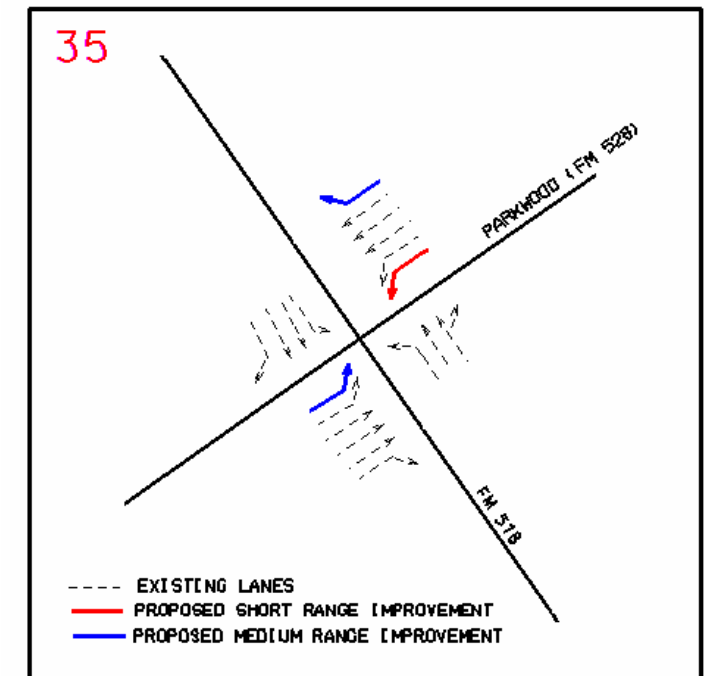 35
PARKWOOD (FM 528)
FM 518
EXISTING LANES
PROPOSED SHORT RANGE IMPROVEMENT
PROPOSED MEDIUM RANGE IMPROVEMENT